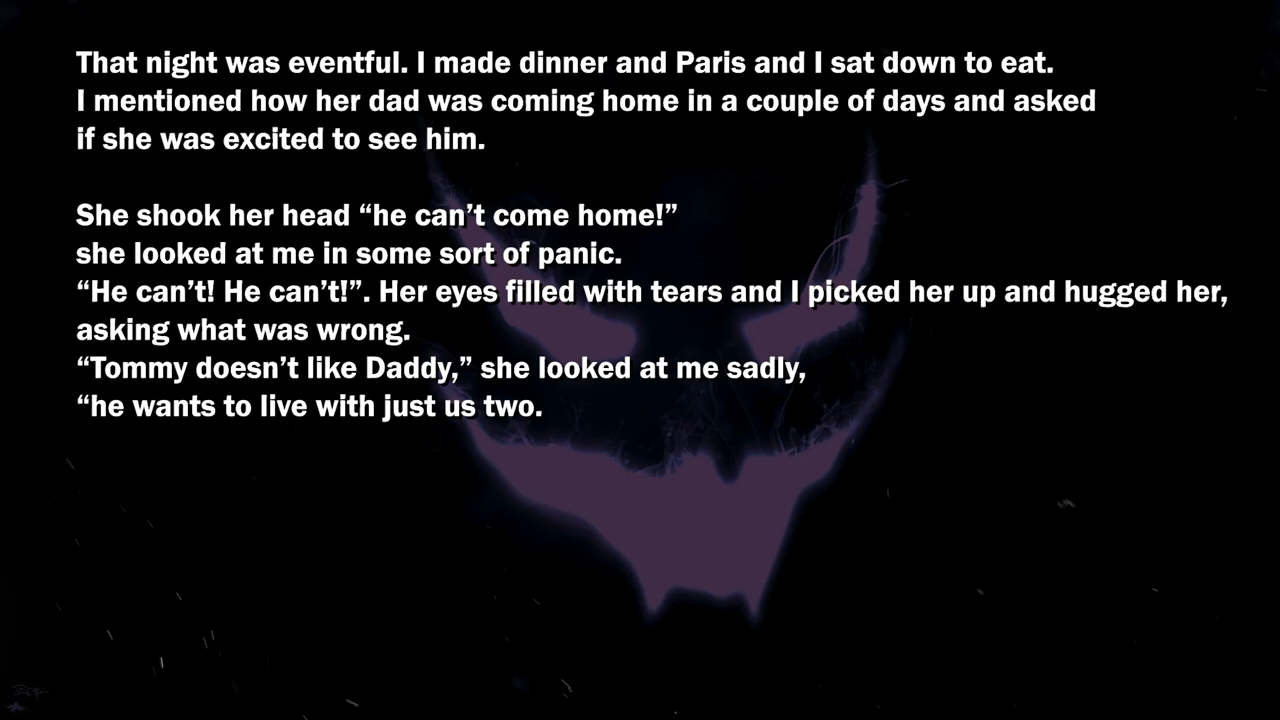 That night was eventful. I made dinner and Paris and I sat down to eat.
I mentioned how her dad was coming home in a couple of days and asked
if she was excited to see him.
She shook her head “he can’t come home!”
she looked at me in some sort of panic.
“He can’t! He can’t!”. Her eyes filled with tears and I picked her up and hugged her,
asking what was wrong.
“Tommy doesn’t like Daddy,” she looked at me sadly,
“he wants to live with just us two.